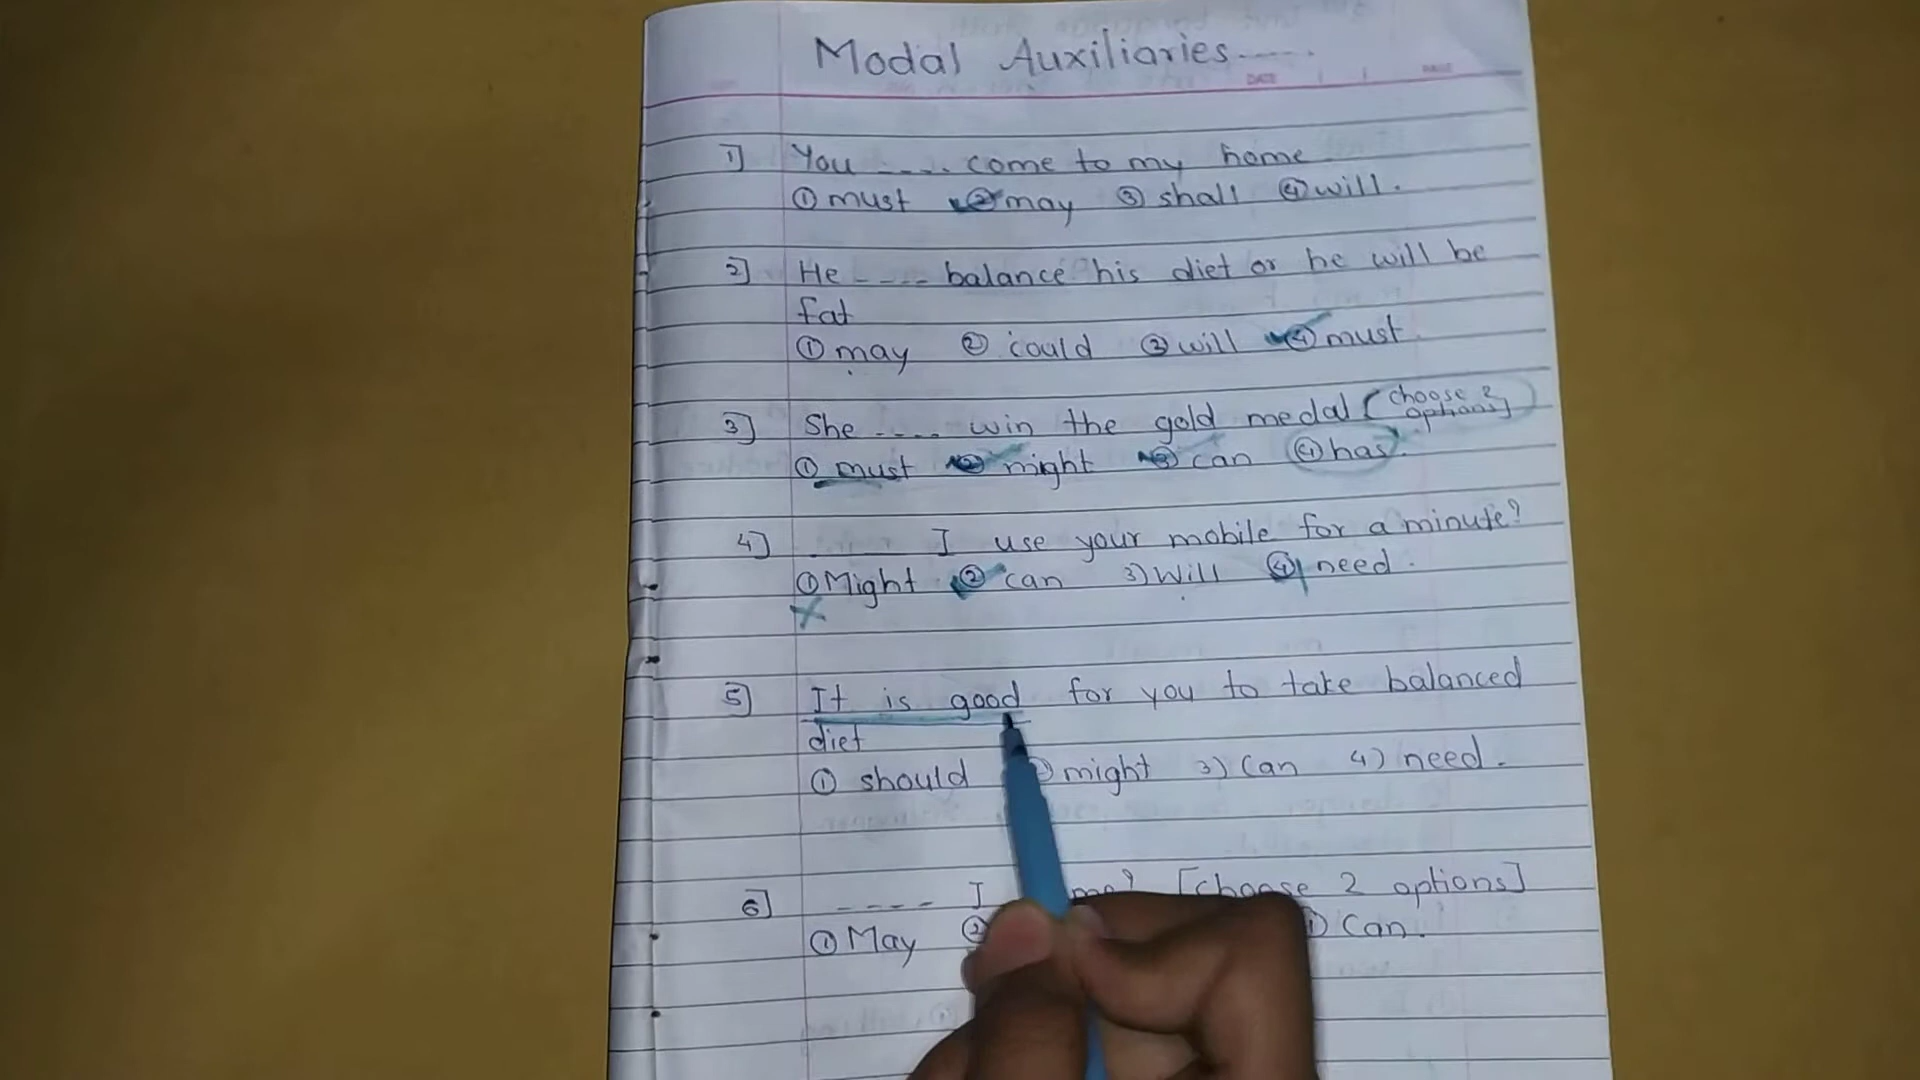 Modal Auxiliaries.....
DATE PAGE
1] You .... come to my home
① must ② may ③ shall ④ will.
2] He ---- balance his diet or he will be
fat
① may ② could ③ will ④ must.
3] She .... win the gold medal [choose 2
options]
① must ② might ③ can ④ has.
4] ---- I use your mobile for a minute?
① Might ② can 3) Will ④ need.
5] It is good for you to take balanced
diet
① should ② might 3) Can 4) need.
6] ---- I ? [choose 2 options]
① May ② Can.